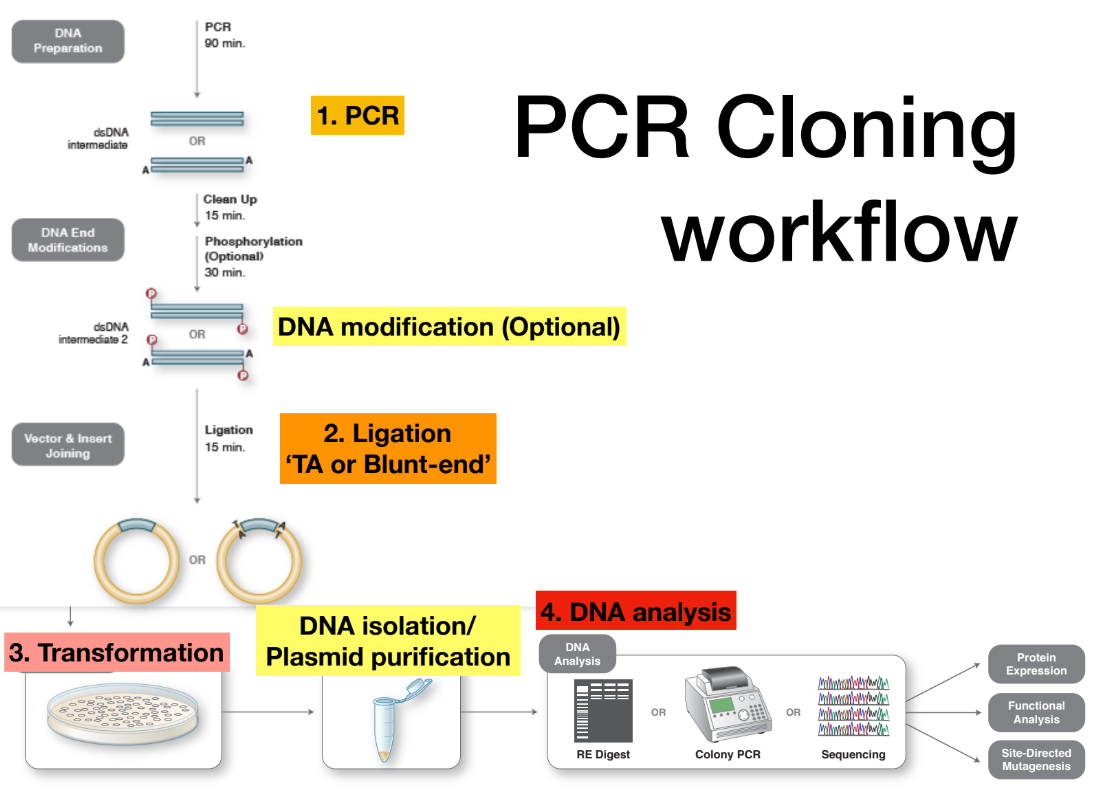 PCR Cloning
workflow
DNA
Preparation
PCR
90 min.
1. PCR
dsDNA
intermediate
OR
A
A
Clean Up
15 min.
DNA End
Modifications
Phosphorylation
(Optional)
30 min.
P
dsDNA
intermediate 2
OR
P
P
A
A
P
DNA modification (Optional)
Vector & Insert
Joining
Ligation
15 min.
2. Ligation
‘TA or Blunt-end’
OR
T
A
A
T
3. Transformation
DNA isolation/
Plasmid purification
4. DNA analysis
DNA
Analysis
RE Digest
OR
Colony PCR
OR
Sequencing
Protein
Expression
Functional
Analysis
Site-Directed
Mutagenesis